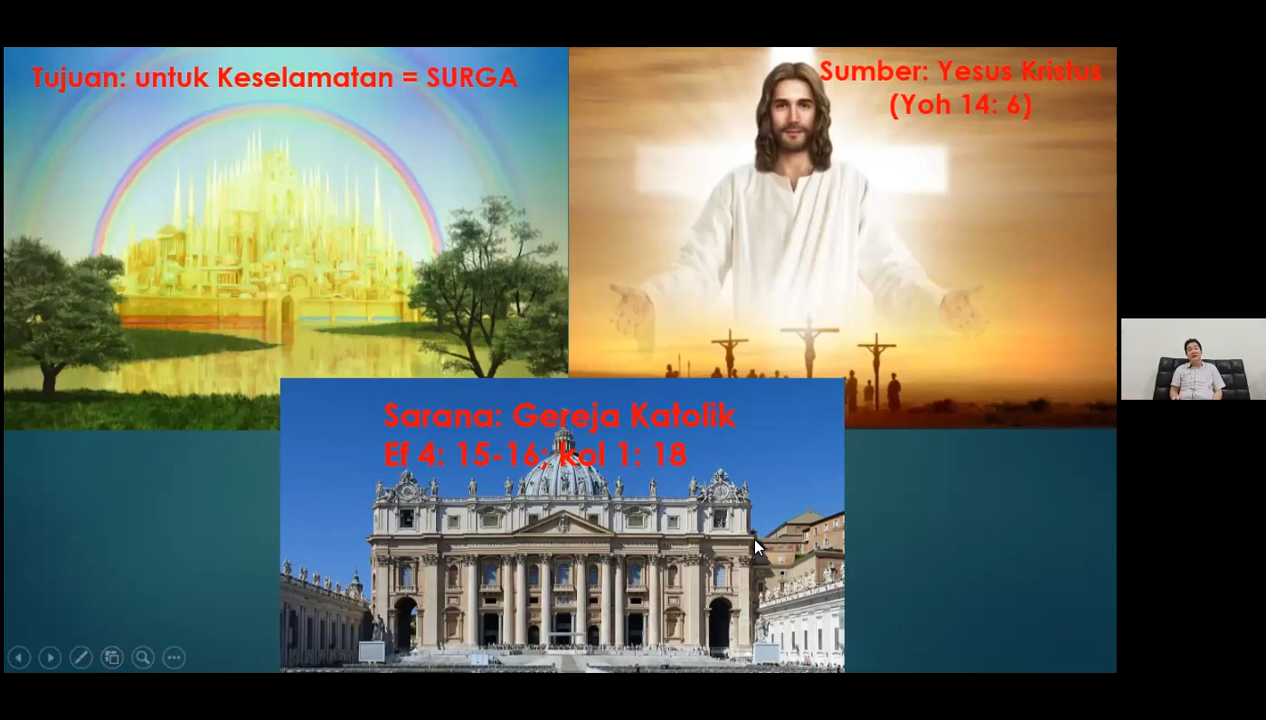 Tujuan: untuk Keselamatan = SURGA
Sumber: Yesus Kristus
(Yoh 14: 6)
Sarana: Gereja Katolik
Ef 4: 15-16; kol 1: 18